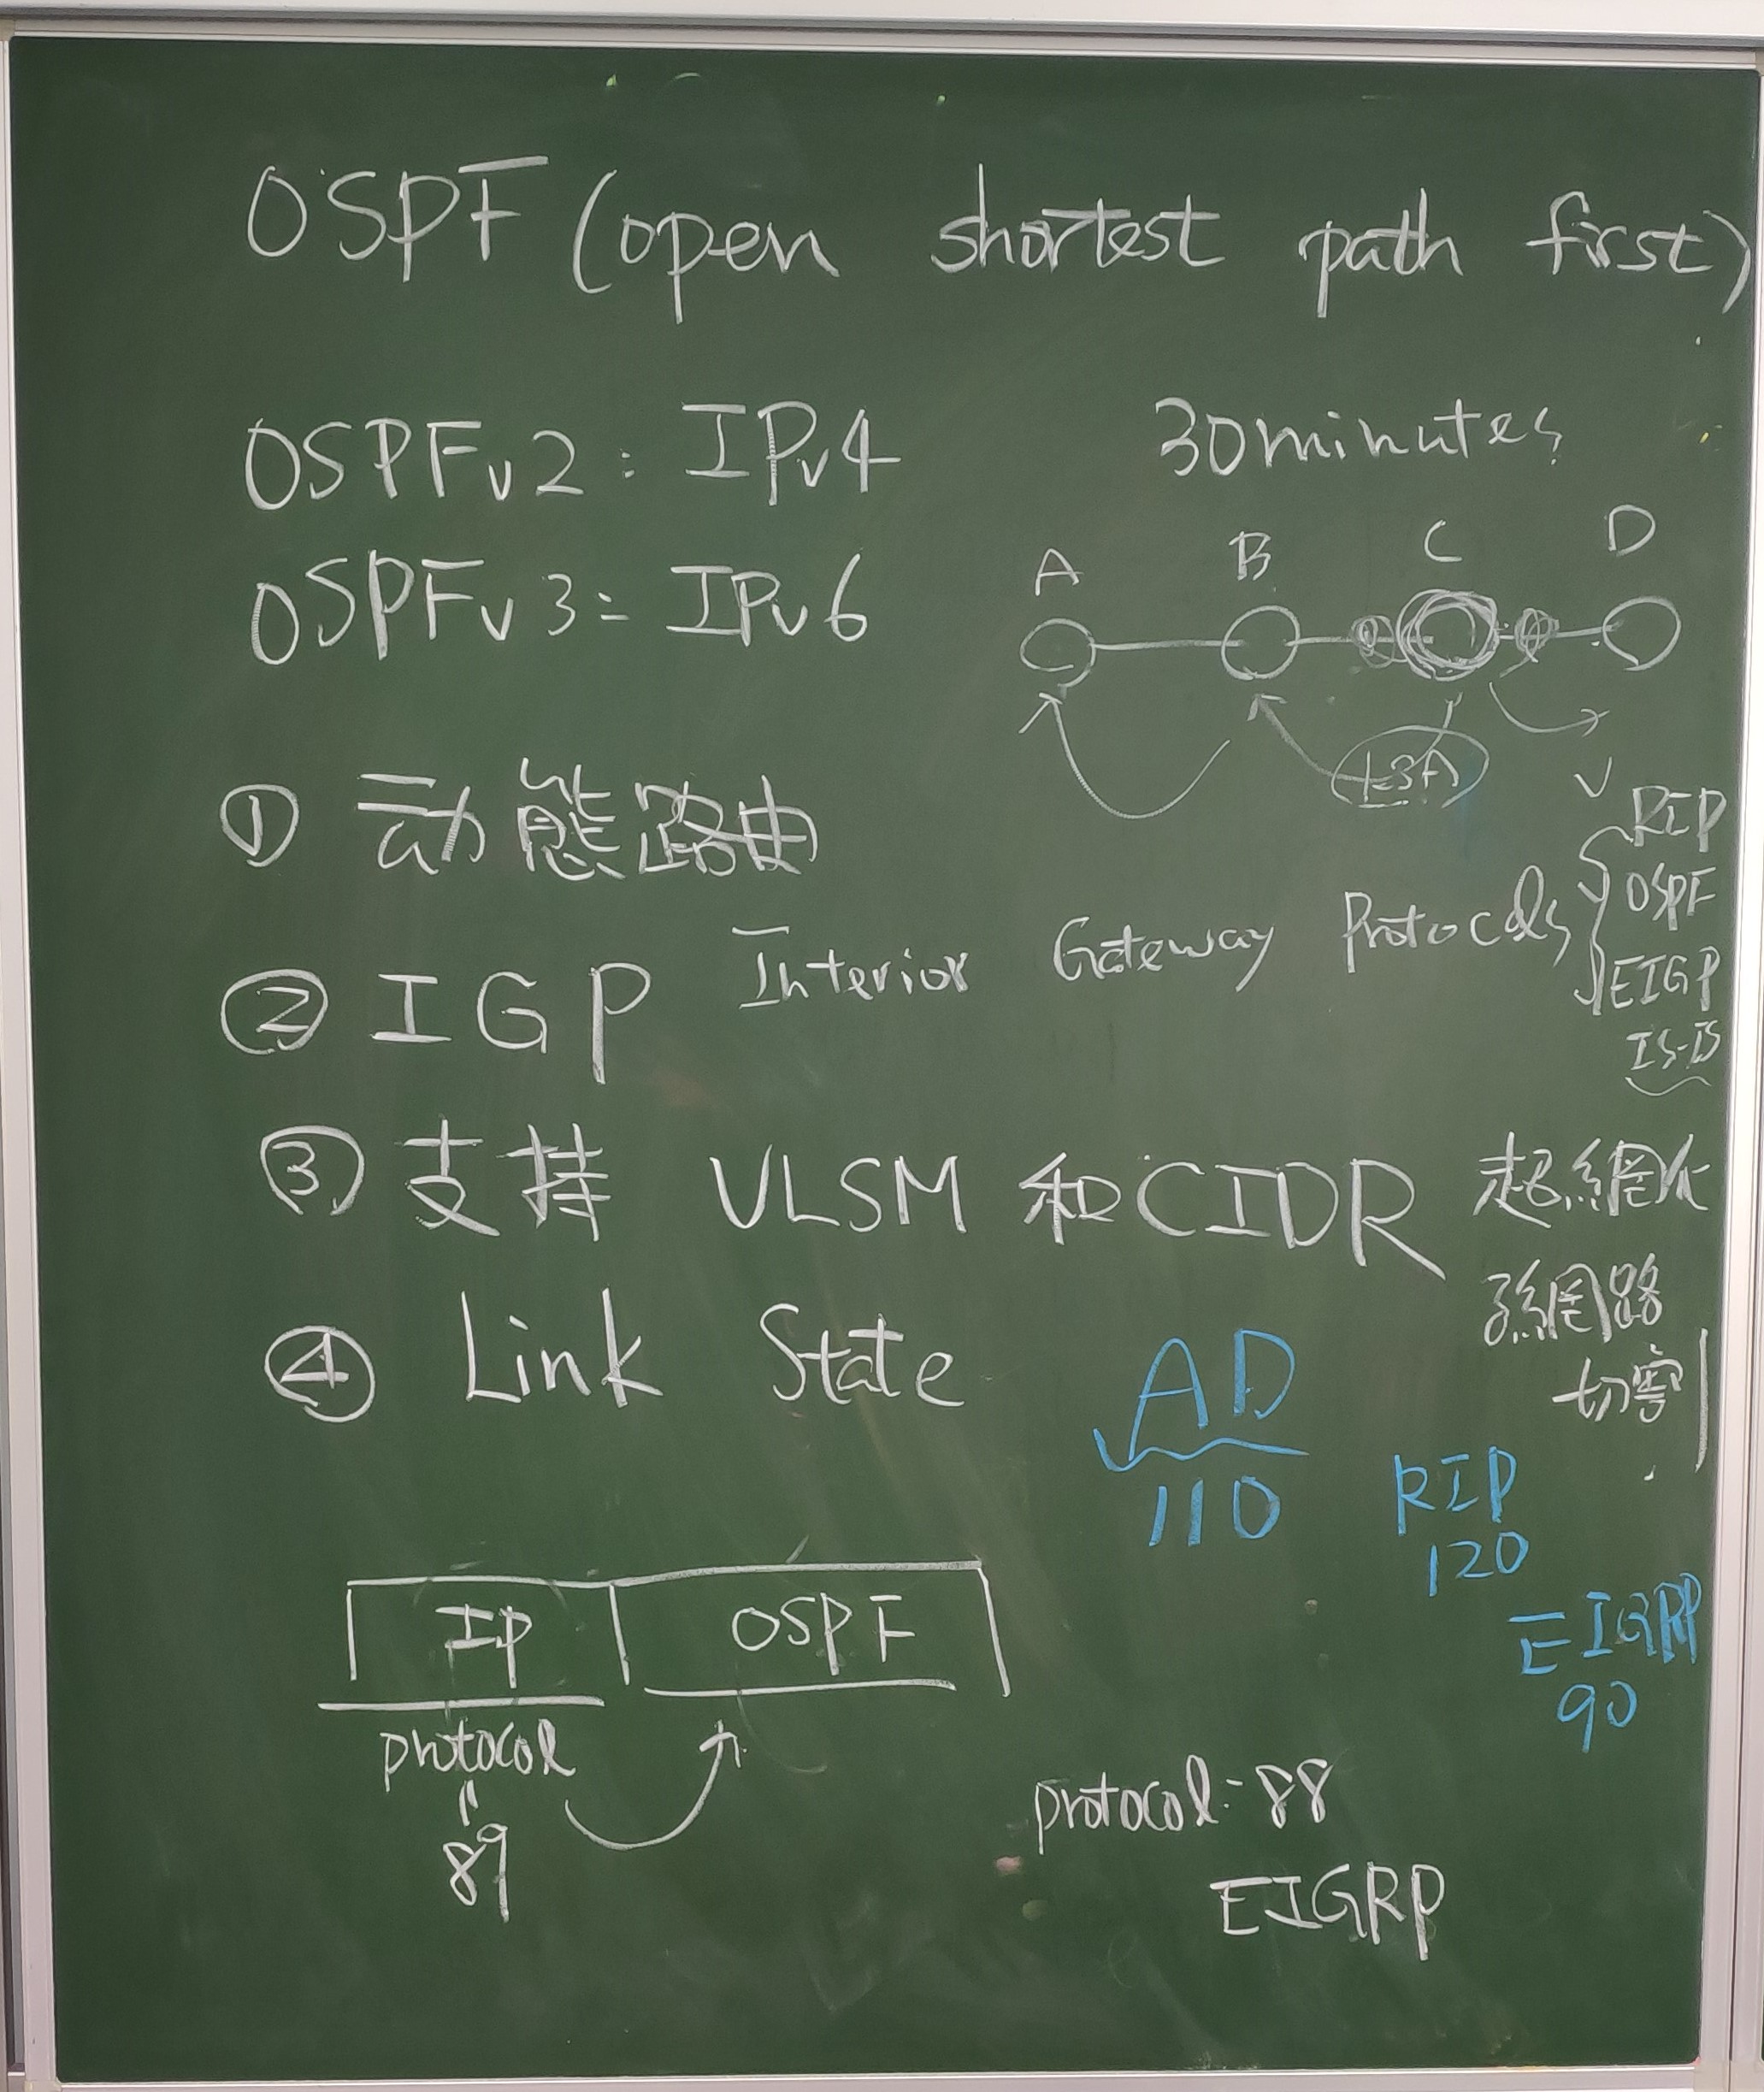 OSPF (open shortest path first)
OSPFv2: IPv4
OSPFv3: IPv6
30minutes
A B C D
LSA
① 动態路由
② IGP Interior Gateway Protocols
RIP
OSPF
EIGP
IS-IS
③ 支持 VLSM 和 CIDR 超網化
網路
切割
④ Link State
AD
110
RIP
120
EIGRP
90
IP OSPF
protocol
=
89
protocol: 88
EIGRP